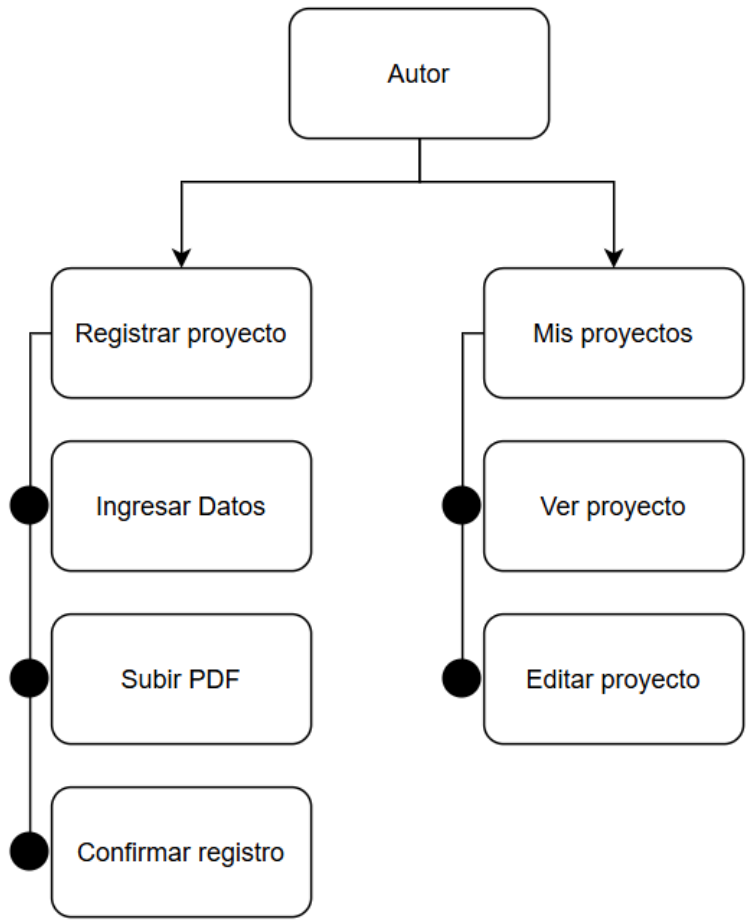 Autor
Registrar proyecto
Mis proyectos
Ingresar Datos
Ver proyecto
Subir PDF
Editar proyecto
Confirmar registro